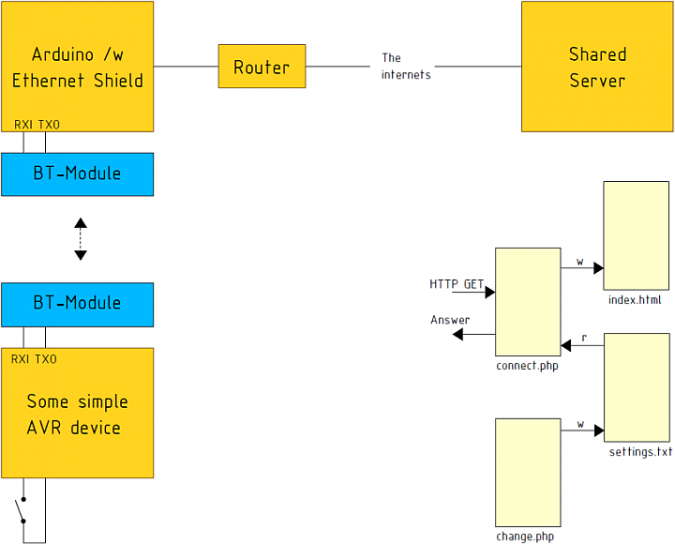 Arduino /w
Ethernet Shield
RXI TXO
BT-Module
Router
The
internets
Shared
Server
BT-Module
RXI TXO
Some simple
AVR device
HTTP GET
Answer
connect.php
w
index.html
r
settings.txt
w
change.php